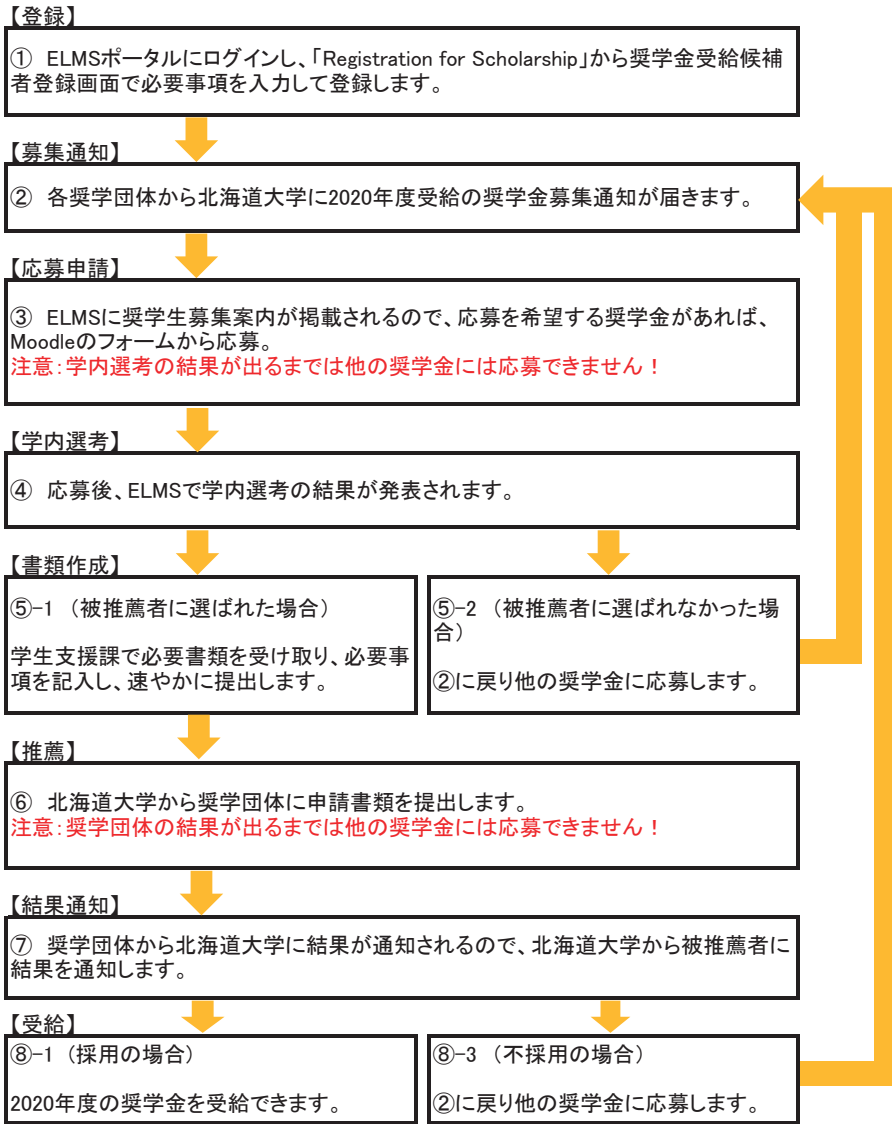 【登録】
① ELMSポータルにログインし、「Registration for Scholarship」から奨学金受給候補
者登録画面で必要事項を入力して登録します。
【募集通知】
② 各奨学団体から北海道大学に2020年度受給の奨学金募集通知が届きます。
【応募申請】
③ ELMSに奨学生募集案内が掲載されるので、応募を希望する奨学金があれば、
Moodleのフォームから応募。
注意:学内選考の結果が出るまでは他の奨学金には応募できません!
【学内選考】
④ 応募後、ELMSで学内選考の結果が発表されます。
【書類作成】
⑤-1 (被推薦者に選ばれた場合)
学生支援課で必要書類を受け取り、必要事
項を記入し、速やかに提出します。
⑤-2 (被推薦者に選ばれなかった場
合)
②に戻り他の奨学金に応募します。
【推薦】
⑥ 北海道大学から奨学団体に申請書類を提出します。
注意:奨学団体の結果が出るまでは他の奨学金には応募できません!
【結果通知】
⑦ 奨学団体から北海道大学に結果が通知されるので、北海道大学から被推薦者に
結果を通知します。
【受給】
⑧-1 (採用の場合)
2020年度の奨学金を受給できます。
⑧-3 (不採用の場合)
②に戻り他の奨学金に応募します。